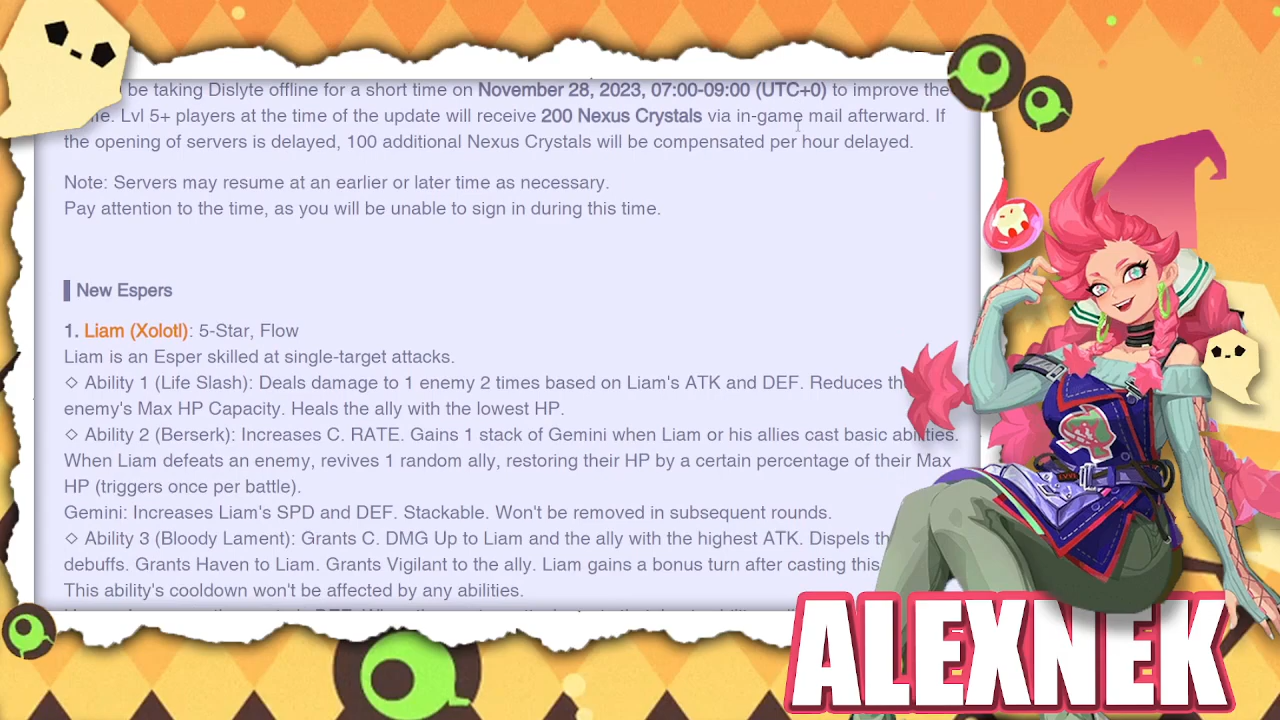 be taking Dislyte offline for a short time on November 28, 2023, 07:00-09:00 (UTC+0) to improve the
Lvl 5+ players at the time of the update will receive 200 Nexus Crystals via in-game mail afterward. If
the opening of servers is delayed, 100 additional Nexus Crystals will be compensated per hour delayed.
Note: Servers may resume at an earlier or later time as necessary.
Pay attention to the time, as you will be unable to sign in during this time.
New Espers
1. Liam (Xolotl): 5-Star, Flow
Liam is an Esper skilled at single-target attacks.
◇ Ability 1 (Life Slash): Deals damage to 1 enemy 2 times based on Liam's ATK and DEF. Reduces
enemy's Max HP Capacity. Heals the ally with the lowest HP.
◇ Ability 2 (Berserk): Increases C. RATE. Gains 1 stack of Gemini when Liam or his allies cast basic abilities.
When Liam defeats an enemy, revives 1 random ally, restoring their HP by a certain percentage of their Max
HP (triggers once per battle).
Gemini: Increases Liam's SPD and DEF. Stackable. Won't be removed in subsequent rounds.
◇ Ability 3 (Bloody Lament): Grants C. DMG Up to Liam and the ally with the highest ATK. Dispels
debuffs. Grants Haven to Liam. Grants Vigilant to the ally. Liam gains a bonus turn after casting this
This ability's cooldown won't be affected by any abilities.
ALEXNEK